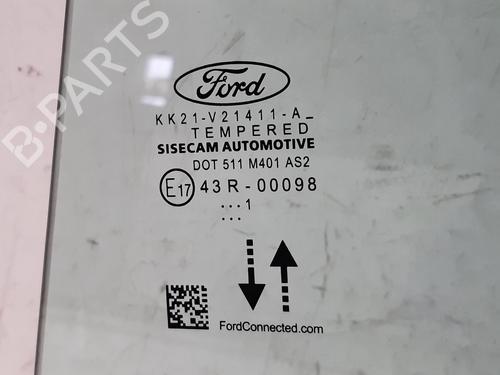 B-PARTS
Ford
KK21-V21411-A_
TEMPERED
SISECAM AUTOMOTIVE
DOT 511 M401 AS2
E17 43R-00098
...1
...
FordConnected.com